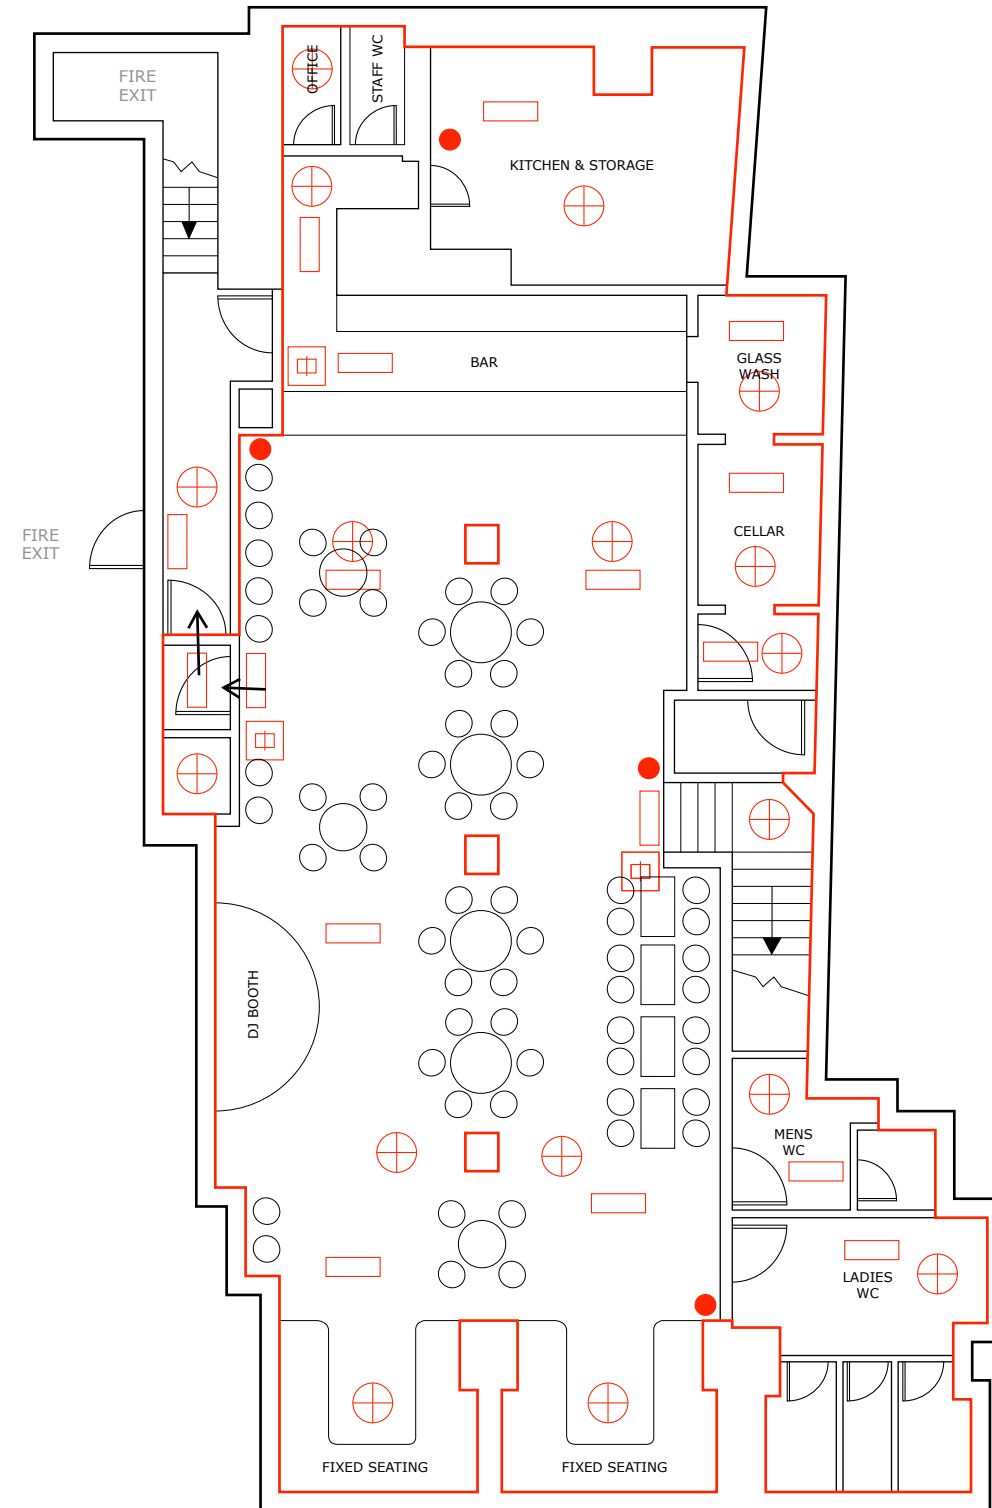 FIRE
EXIT
OFFICE
STAFF WC
KITCHEN & STORAGE
BAR
GLASS
WASH
FIRE
EXIT
CELLAR
DJ BOOTH
MENS
WC
LADIES
WC
FIXED SEATING
FIXED SEATING